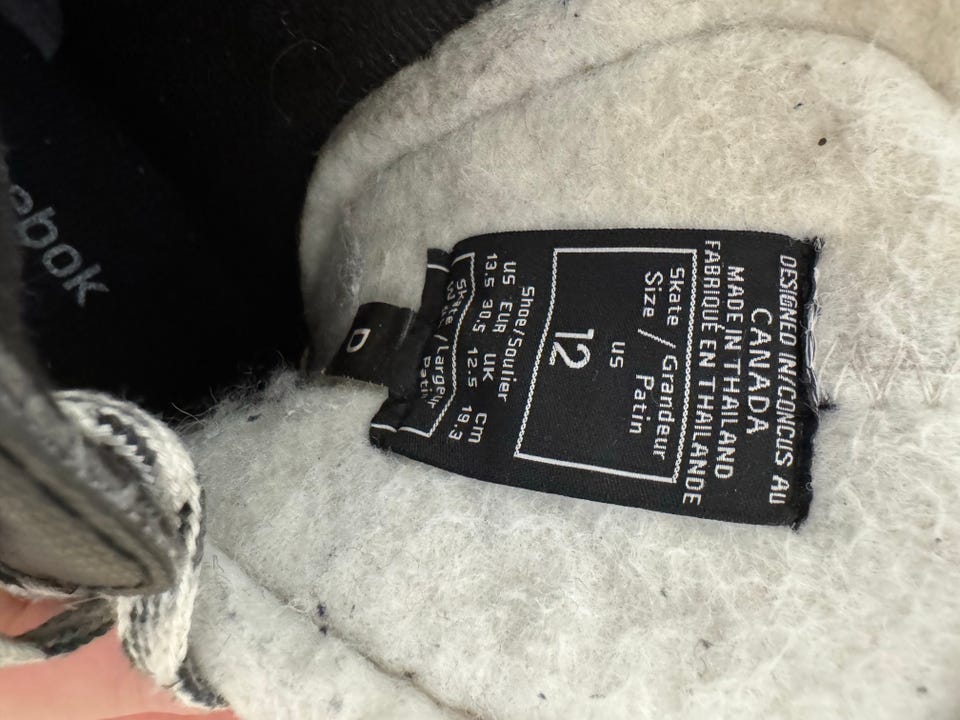 DESIGNED IN/CONCUS AU
CANADA
MADE IN THAILAND
FABRIQUÉ EN THAILANDE
Skate / Grandeur
Size / Patin
US
12
Shoe/Soulier
US EUR UK cm
13.5 30.5 12.5 19.3
Skate / Largeur
Patin
D
ebok